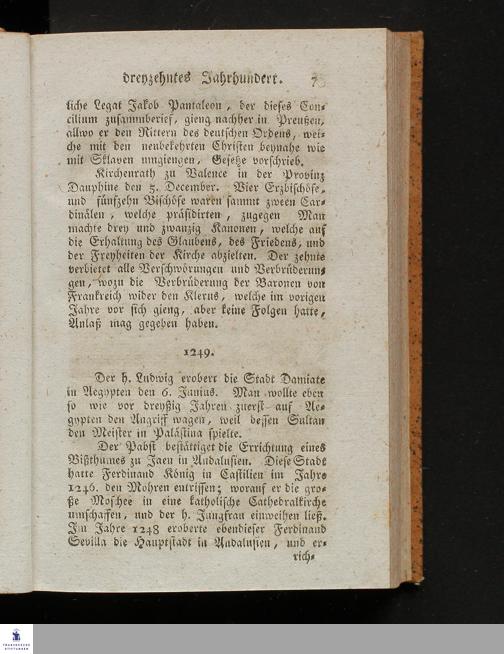 dreyzehntes Jahrhundert. 7
liche Legat Jakob Pantaleon, der dieses Con-
cilium zusammberief, gieng nachher in Preußen,
allwo er den Rittern des deutschen Ordens, wel-
che mit den neubekehrten Christen beynahe wie
mit Sklaven umgiengen, Gesetze vorschrieb.
Kirchenrath zu Valence in der Provinz
Dauphine den 5. December. Vier Erzbischöfe,
und fünfzehn Bischöfe waren sammt zween Car-
dinälen, welche präsidirten, zugegen Man
machte drey und zwanzig Kanonen, welche auf
die Erhaltung des Glaubens, des Friedens, und
der Freyheiten der Kirche abzielten. Der zehnte
verbietet alle Verschwörungen und Verbrüderun-
gen, wozu die Verbrüderung der Baronen von
Frankreich wider den Klerus, welche im vorigen
Jahre vor sich gieng, aber keine Folgen hatte,
Anlaß mag gegeben haben.
1249.
Der h. Ludwig erobert die Stadt Damiate
in Aegypten den 6. Junius. Man wollte eben
so wie vor dreyßig Jahren zuerst auf Ae-
gypten den Angriff wagen, weil dessen Sultan
den Meister in Palästina spielte.
Der Pabst bestättiget die Errichtung eines
Bißthumes zu Jaen in Andalusien. Diese Stadt
hatte Ferdinand König in Castilien im Jahre
1246. den Mohren entrissen; worauf er die gro-
ße Moschee in eine katholische Cathedralkirche
umschaffen, und der h. Jungfrau einweihen ließ.
Im Jahre 1248 eroberte ebendieser Ferdinand
Sevilla die Hauptstadt in Andalusien, und er-
rich-